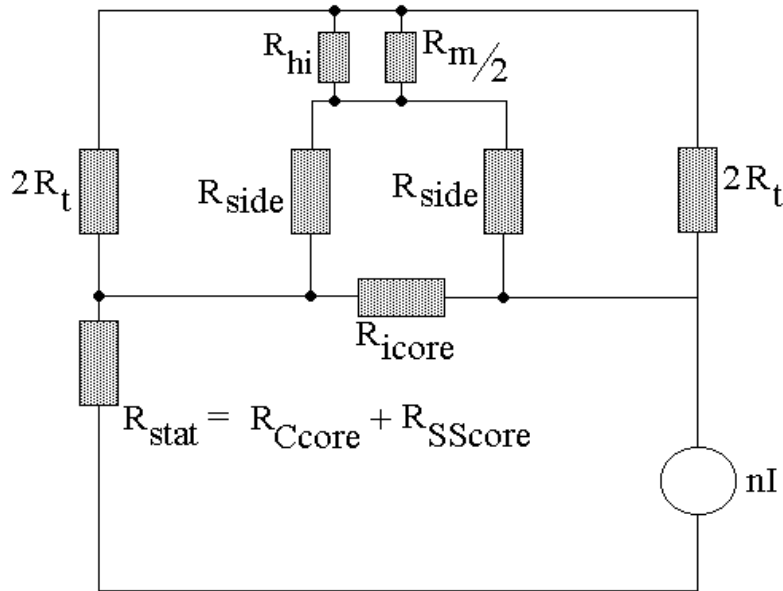 R_hi
R_m/2
2R_t
R_side
R_side
2R_t
R_icore
R_stat = R_Ccore + R_SScore
nI